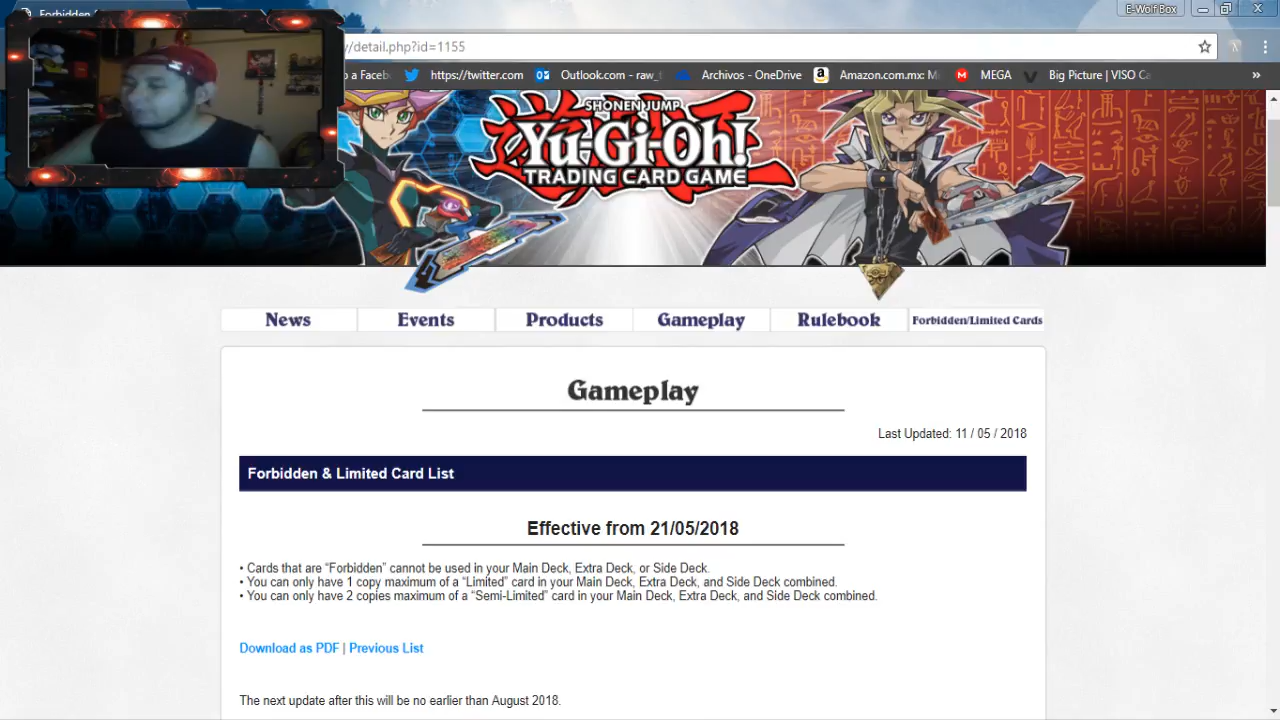 Forbidden
E-Wolf Box
/detail.php?id=1155
o a Faceb
https://twitter.com
Outlook.com - raw_
Archivos - OneDrive
Amazon.com.mx: M
MEGA
Big Picture | VISO Ca
»
SHONEN JUMP
Yu-Gi-Oh!
TRADING CARD GAME
News
Events
Products
Gameplay
Rulebook
Forbidden/Limited Cards
Gameplay
Last Updated: 11 / 05 / 2018
Forbidden & Limited Card List
Effective from 21/05/2018
• Cards that are “Forbidden” cannot be used in your Main Deck, Extra Deck, or Side Deck.
• You can only have 1 copy maximum of a “Limited” card in your Main Deck, Extra Deck, and Side Deck combined.
• You can only have 2 copies maximum of a “Semi-Limited” card in your Main Deck, Extra Deck, and Side Deck combined.
Download as PDF | Previous List
The next update after this will be no earlier than August 2018.